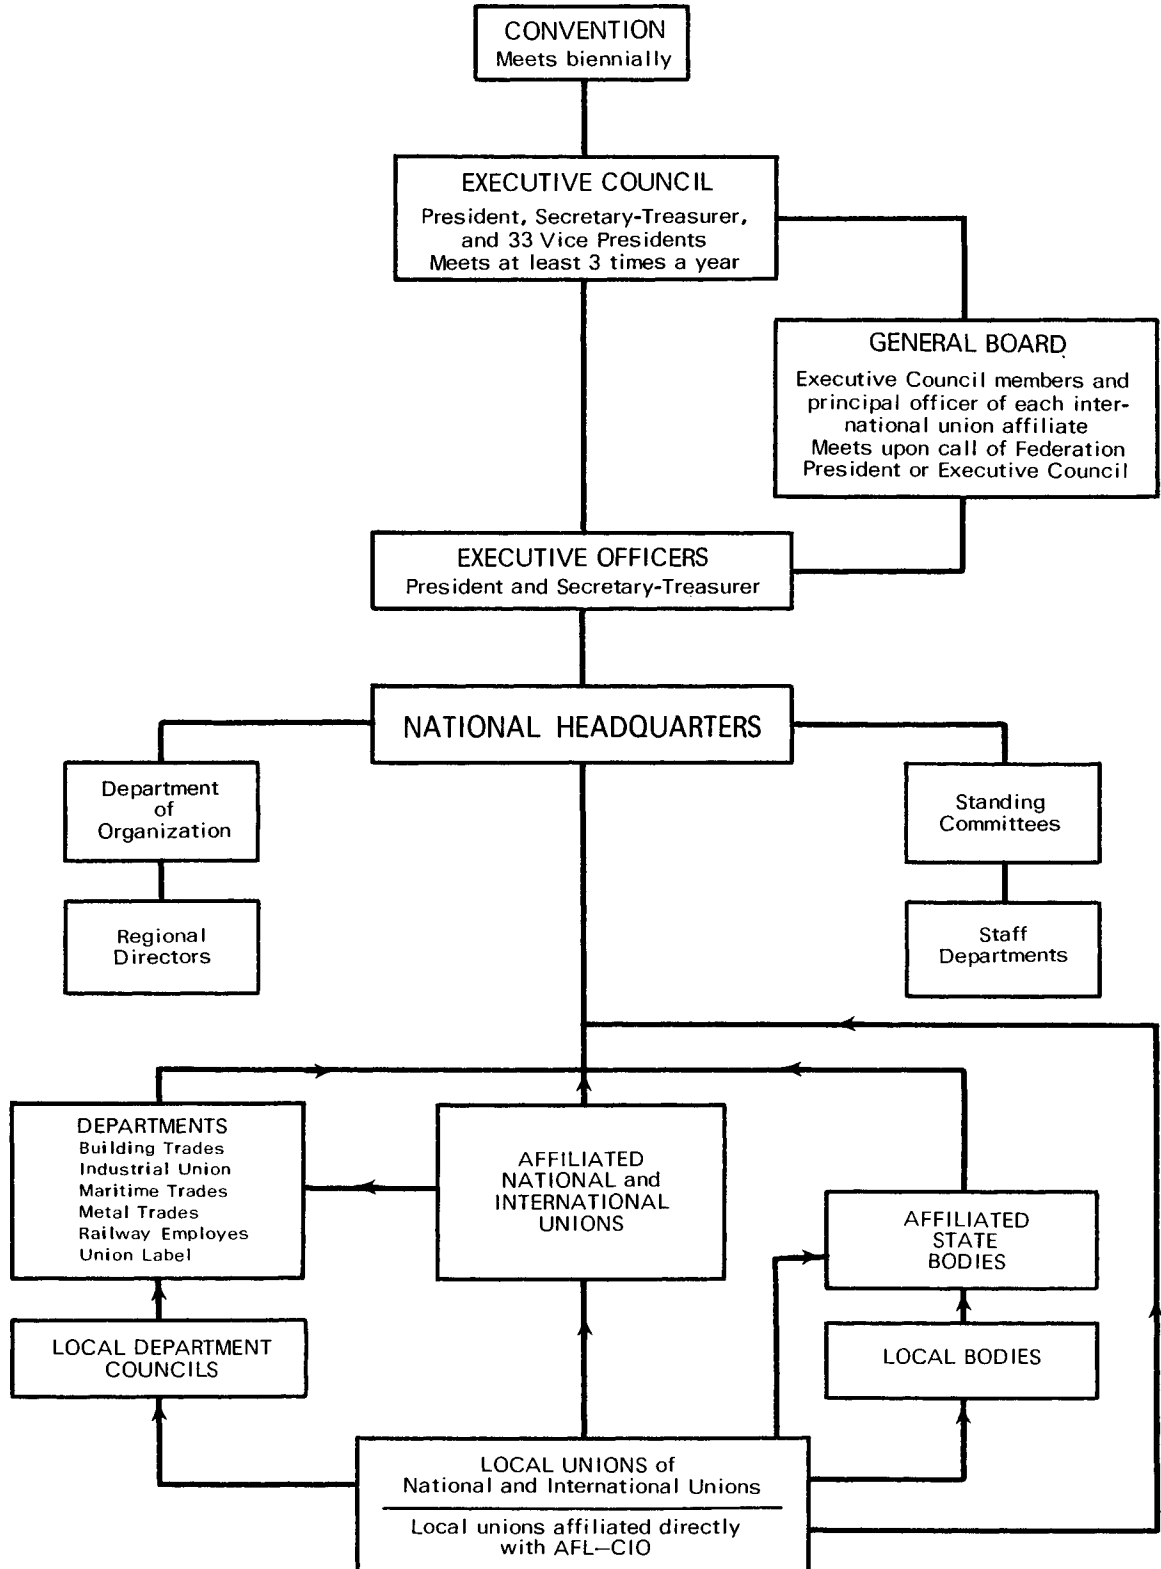 CONVENTION
Meets biennially
EXECUTIVE COUNCIL
President, Secretary-Treasurer,
and 33 Vice Presidents
Meets at least 3 times a year
GENERAL BOARD
Executive Council members and
principal officer of each inter-
national union affiliate
Meets upon call of Federation
President or Executive Council
EXECUTIVE OFFICERS
President and Secretary-Treasurer
NATIONAL HEADQUARTERS
Department
of
Organization
Standing
Committees
Regional
Directors
Staff
Departments
DEPARTMENTS
Building Trades
Industrial Union
Maritime Trades
Metal Trades
Railway Employes
Union Label
AFFILIATED
NATIONAL and
INTERNATIONAL
UNIONS
AFFILIATED
STATE
BODIES
LOCAL DEPARTMENT
COUNCILS
LOCAL BODIES
LOCAL UNIONS of
National and International Unions
Local unions affiliated directly
with AFL–CIO